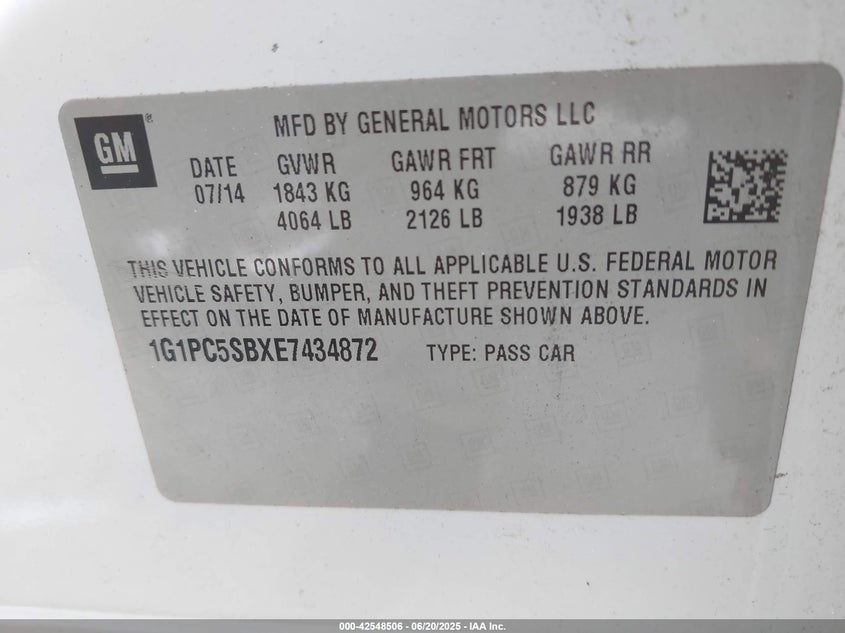 GM®
MFD BY GENERAL MOTORS LLC
DATE GVWR GAWR FRT GAWR RR
07/14 1843 KG 964 KG 879 KG
4064 LB 2126 LB 1938 LB
THIS VEHICLE CONFORMS TO ALL APPLICABLE U.S. FEDERAL MOTOR
VEHICLE SAFETY, BUMPER, AND THEFT PREVENTION STANDARDS IN
EFFECT ON THE DATE OF MANUFACTURE SHOWN ABOVE.
1G1PC5SBXE7434872 TYPE: PASS CAR
000-42548506 - 06/20/2025 - IAA Inc.